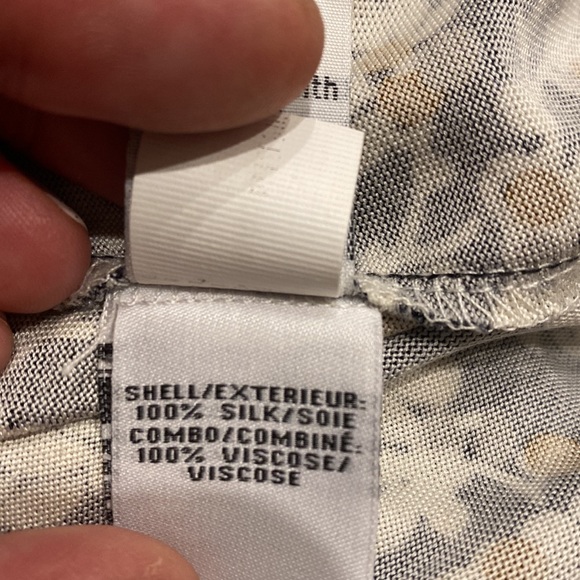 SHELL/EXTERIEUR:
100% SILK/SOIE
COMBO/COMBINÉ:
100% VISCOSE/
VISCOSE